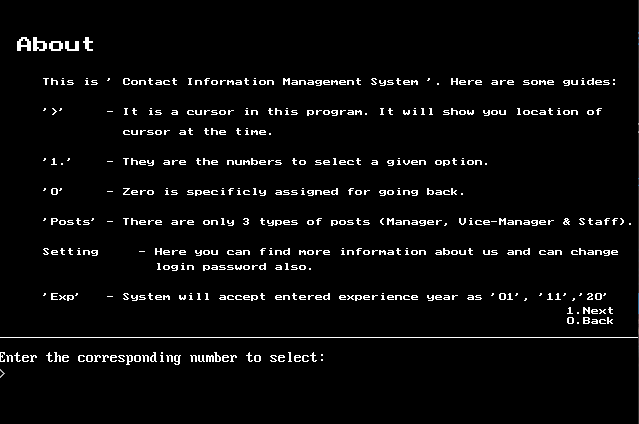 About
This is ' Contact Information Management System '. Here are some guides:
'>' - It is a cursor in this program. It will show you location of
cursor at the time.
'1.' - They are the numbers to select a given option.
'0' - Zero is specificly assigned for going back.
'Posts' - There are only 3 types of posts (Manager, Vice-Manager & Staff).
Setting - Here you can find more information about us and can change
login password also.
'Exp' - System will accept entered experience year as '01', '11','20'
1.Next
0.Back
Enter the corresponding number to select:
>